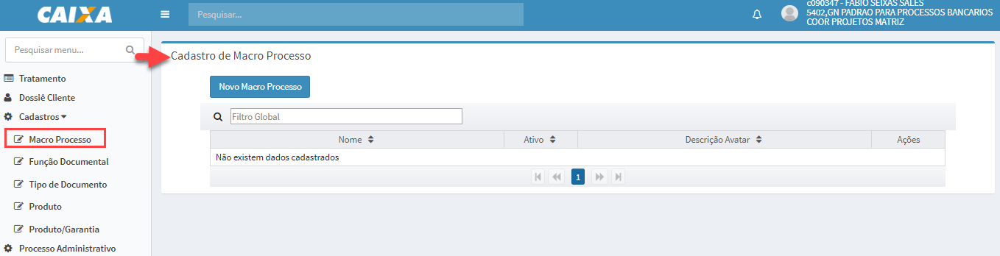 CAIXA
Pesquisar...
c090347 - FABIO SEIXAS SALES
5402,GN PADRAO PARA PROCESSOS BANCARIOS
COOR PROJETOS MATRIZ
Pesquisar menu...
Tratamento
Dossiê Cliente
Cadastros
Macro Processo
Função Documental
Tipo de Documento
Produto
Produto/Garantia
Processo Administrativo
Cadastro de Macro Processo
Novo Macro Processo
Filtro Global
Nome Ativo Descrição Avatar Ações
Não existem dados cadastrados
1